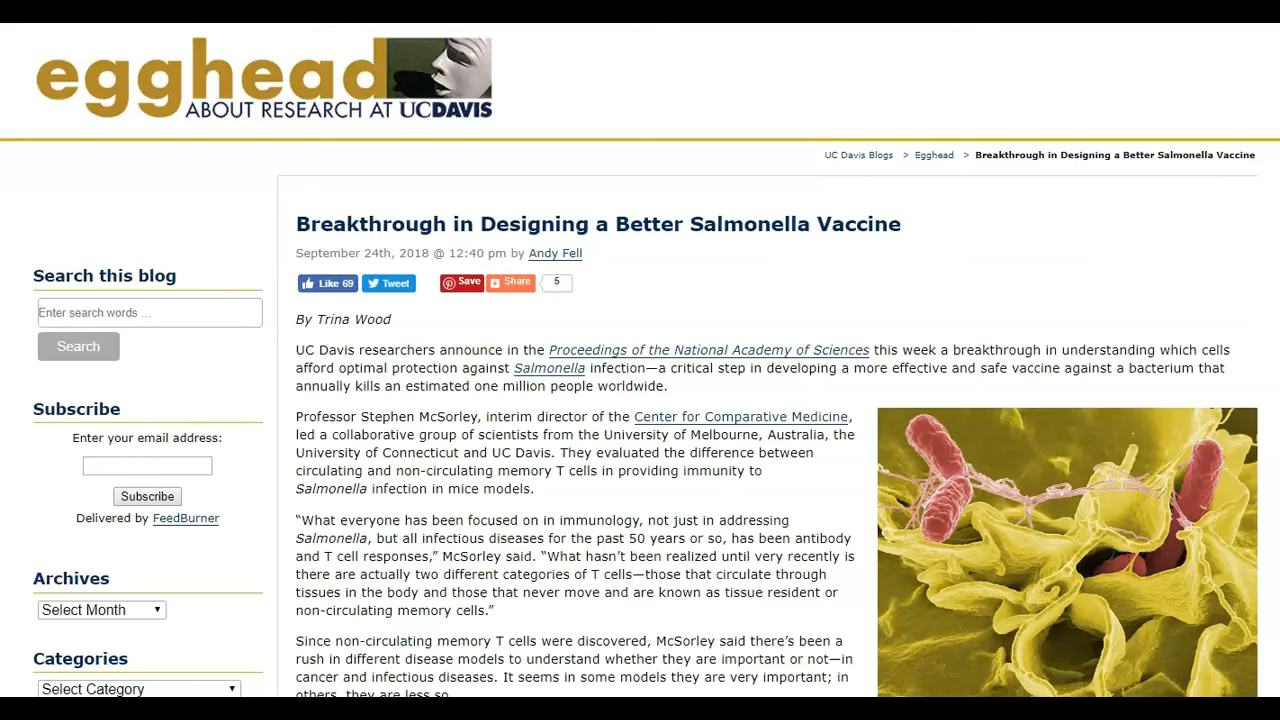 egghead
ABOUT RESEARCH AT UCDAVIS
UC Davis Blogs > Egghead > Breakthrough in Designing a Better Salmonella Vaccine
Breakthrough in Designing a Better Salmonella Vaccine
September 24th, 2018 @ 12:40 pm by Andy Fell
Like 69 Tweet Save Share 5
Search this blog
Enter search words ...
Search
Subscribe
Enter your email address:
Subscribe
Delivered by FeedBurner
Archives
Select Month
Categories
Select Category
By Trina Wood
UC Davis researchers announce in the Proceedings of the National Academy of Sciences this week a breakthrough in understanding which cells
afford optimal protection against Salmonella infection—a critical step in developing a more effective and safe vaccine against a bacterium that
annually kills an estimated one million people worldwide.
Professor Stephen McSorley, interim director of the Center for Comparative Medicine,
led a collaborative group of scientists from the University of Melbourne, Australia, the
University of Connecticut and UC Davis. They evaluated the difference between
circulating and non-circulating memory T cells in providing immunity to
Salmonella infection in mice models.
“What everyone has been focused on in immunology, not just in addressing
Salmonella, but all infectious diseases for the past 50 years or so, has been antibody
and T cell responses,” McSorley said. “What hasn’t been realized until very recently is
there are actually two different categories of T cells—those that circulate through
tissues in the body and those that never move and are known as tissue resident or
non-circulating memory cells.”
Since non-circulating memory T cells were discovered, McSorley said there’s been a
rush in different disease models to understand whether they are important or not—in
cancer and infectious diseases. It seems in some models they are very important; in
others, they are less so